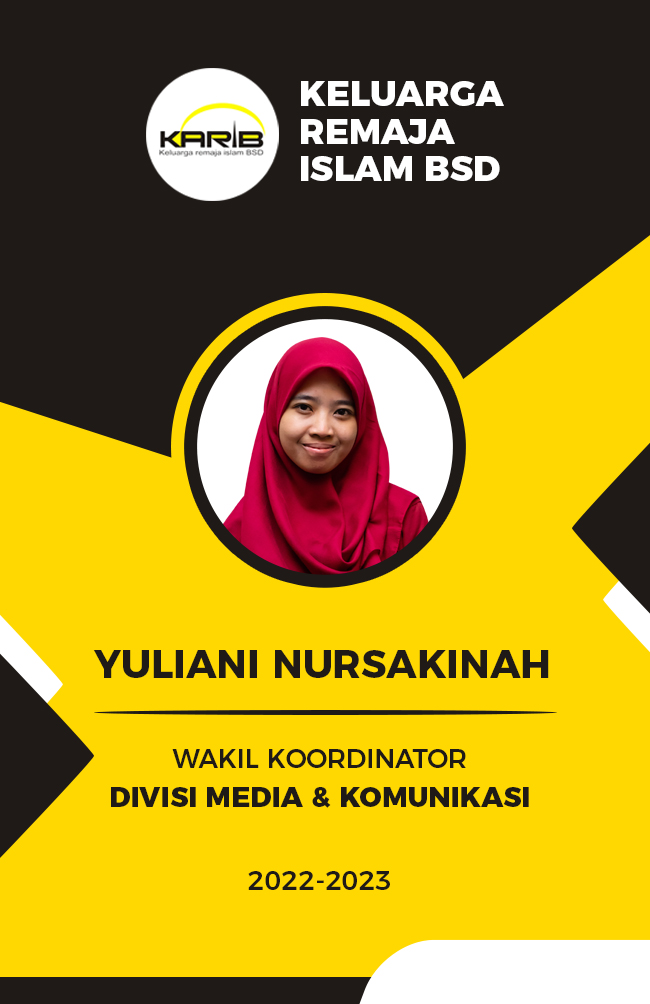 KARIB
Keluarga remaja islam BSD
KELUARGA
REMAJA
ISLAM BSD
YULIANI NURSAKINAH
WAKIL KOORDINATOR
DIVISI MEDIA & KOMUNIKASI
2022-2023